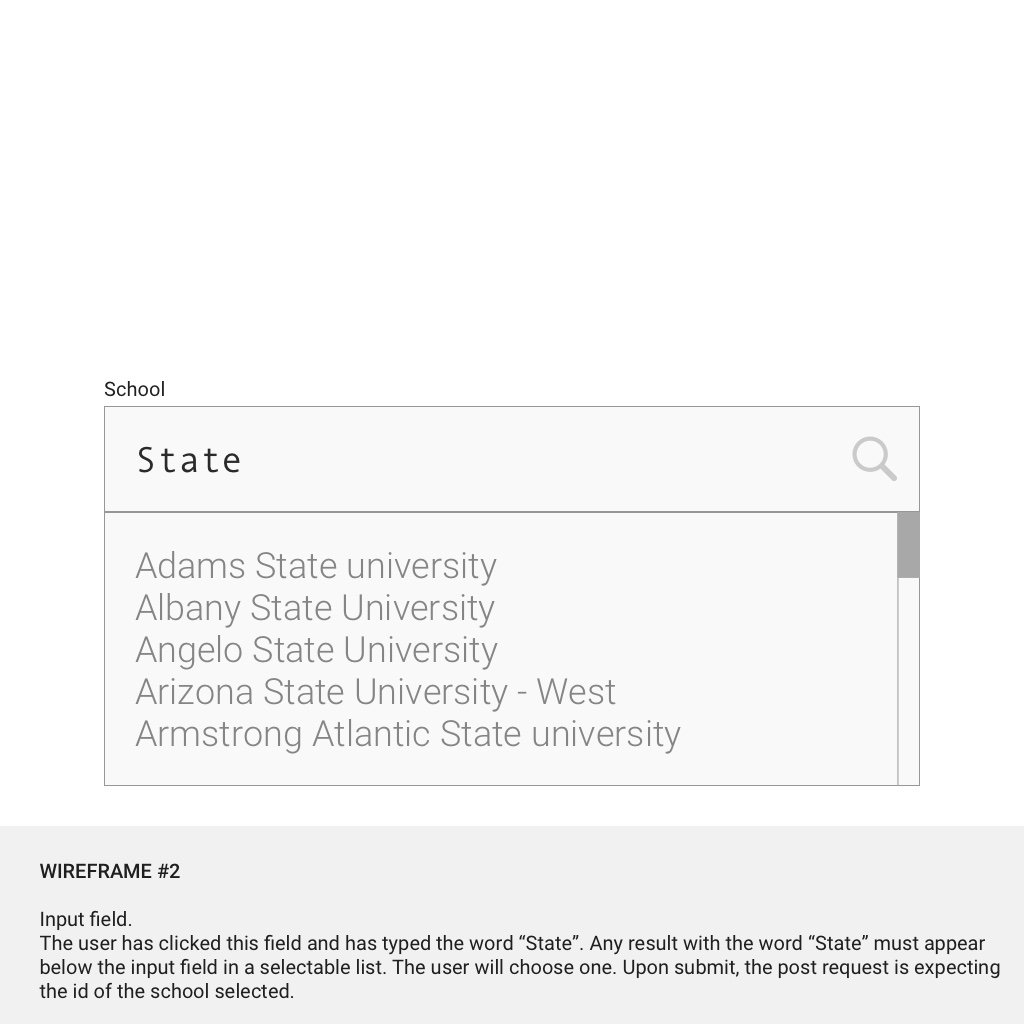 School
State
Adams State university
Albany State University
Angelo State University
Arizona State University - West
Armstrong Atlantic State university
WIREFRAME #2
Input field.
The user has clicked this field and has typed the word “State”. Any result with the word “State” must appear
below the input field in a selectable list. The user will choose one. Upon submit, the post request is expecting
the id of the school selected.